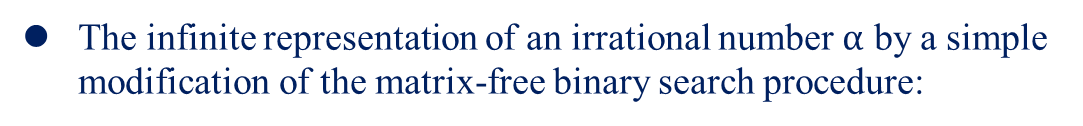 ● The infinite representation of an irrational number α by a simple
modification of the matrix-free binary search procedure: